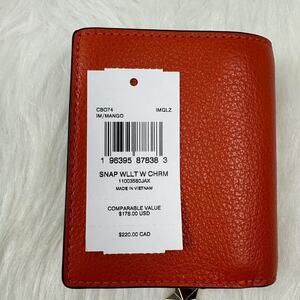 CBO74 IMQLZ
IM/MANGO
1 96395 87838 3
SNAP WLLT W CHRM
11003560JAX
MADE IN VIETNAM
COMPARABLE VALUE
$178.00 USD
$220.00 CAD